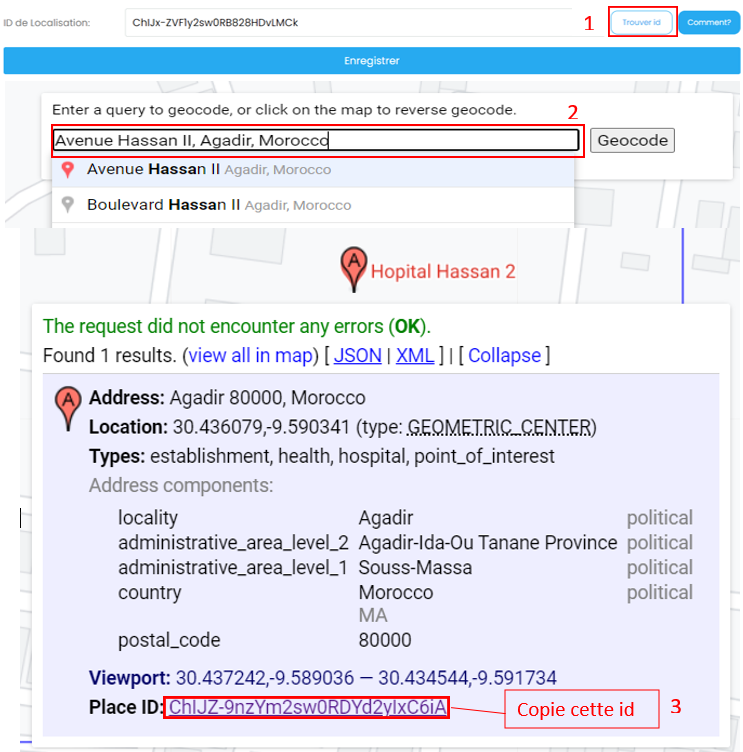 ID de Localisation: ChIJx-ZVF1y2sw0RB828HDvLMCk 1 Trouver id Comment?
Enregistrer
Enter a query to geocode, or click on the map to reverse geocode. 2
Avenue Hassan II, Agadir, Morocco Geocode
Avenue Hassan II Agadir, Morocco
Boulevard Hassan II Agadir, Morocco
A Hopital Hassan 2
The request did not encounter any errors (OK).
Found 1 results. (view all in map) [ JSON | XML ] | [ Collapse ]
A Address: Agadir 80000, Morocco
Location: 30.436079,-9.590341 (type: GEOMETRIC_CENTER)
Types: establishment, health, hospital, point_of_interest
Address components:
locality Agadir political
administrative_area_level_2 Agadir-Ida-Ou Tanane Province political
administrative_area_level_1 Souss-Massa political
country Morocco political
MA
postal_code 80000
Viewport: 30.437242,-9.589036 — 30.434544,-9.591734
Place ID: ChIJZ-9nzYm2sw0RDYd2yIxC6iA Copie cette id 3